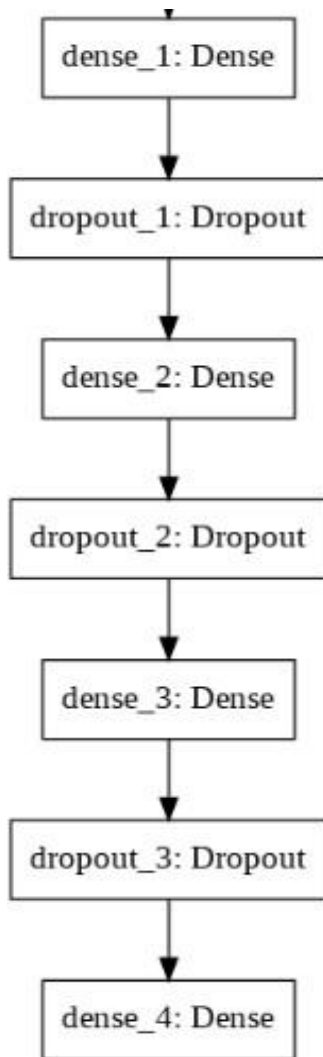 dense_1: Dense
dropout_1: Dropout
dense_2: Dense
dropout_2: Dropout
dense_3: Dense
dropout_3: Dropout
dense_4: Dense